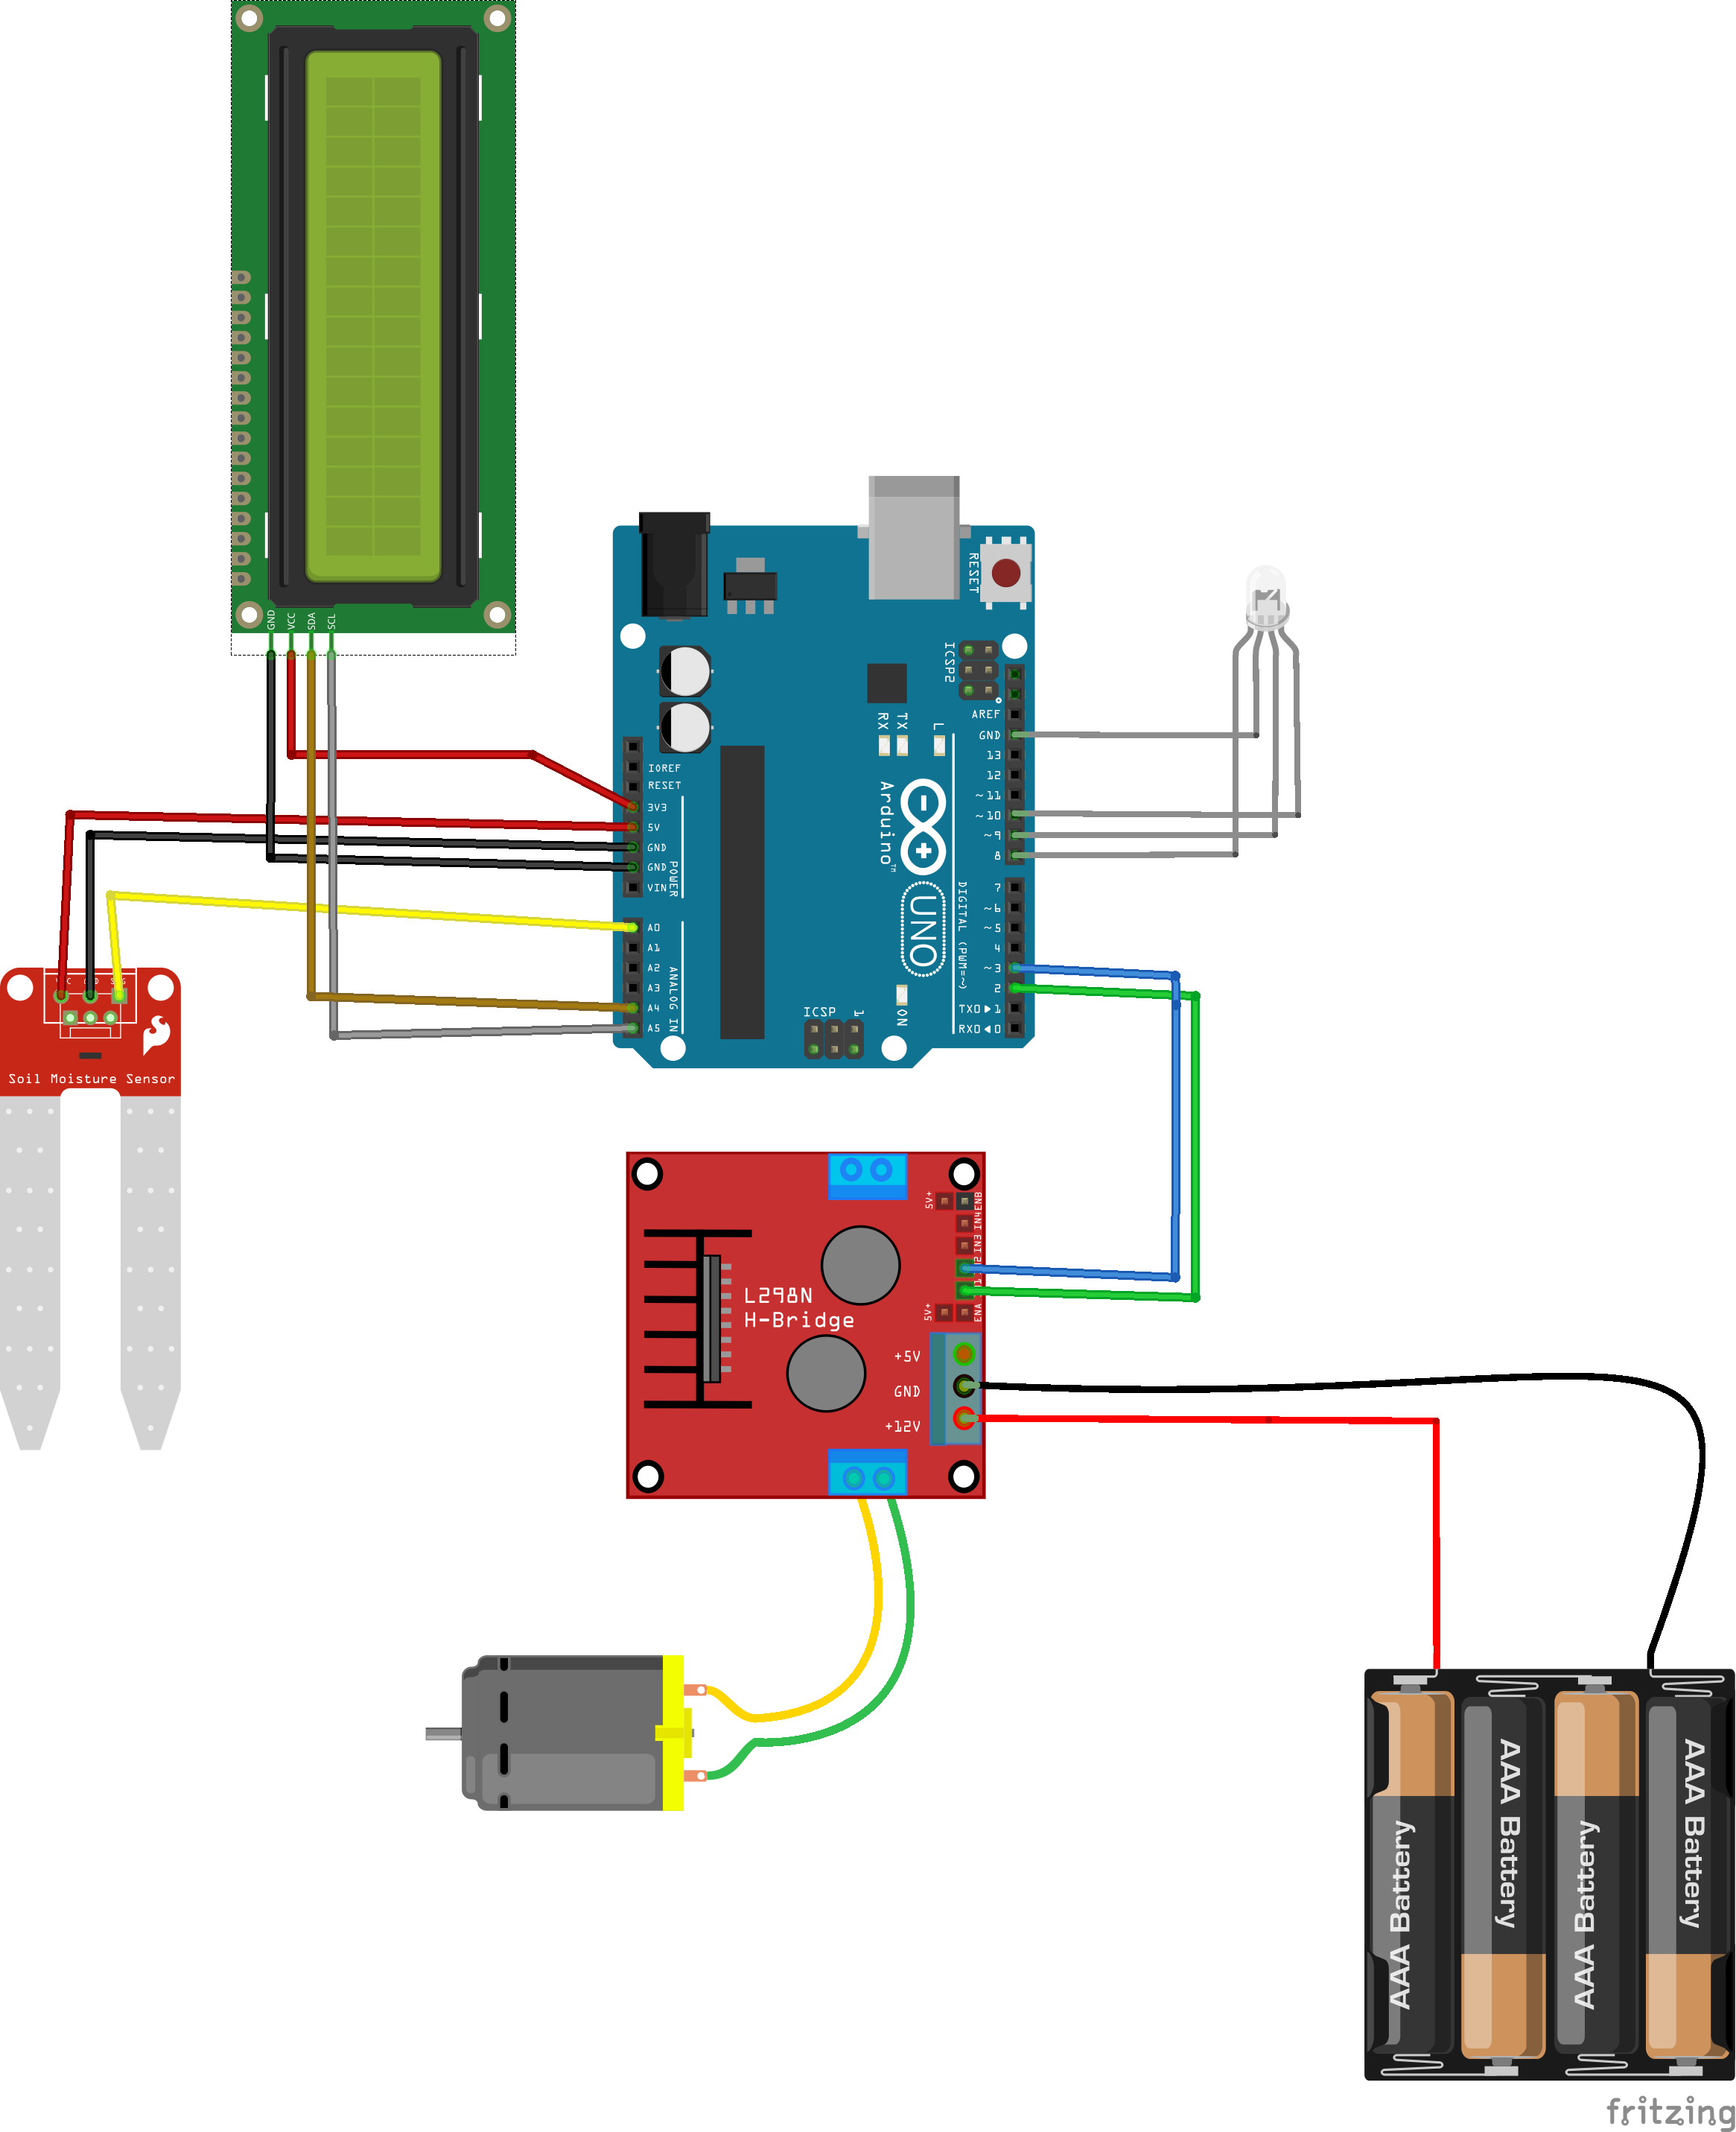 GND
VCC
SDA
SCL
RESET
ICSP2
AREF
GND
13
12
~11
~10
~9
8
7
~6
~5
4
~3
2
TX0▶1
RX0◀0
DIGITAL (PWM=~)
RX
TX
L
Arduino™
UNO
ON
ICSP
1
IOREF
RESET
3V3
5V
GND
GND
VIN
POWER
A0
A1
A2
A3
A4
A5
ANALOG IN
Soil Moisture Sensor
L298N
H-Bridge
5V+
ENB
IN4
IN3
5V+
ENA
+5V
GND
+12V
AAA Battery
AAA Battery
AAA Battery
AAA Battery
fritzing